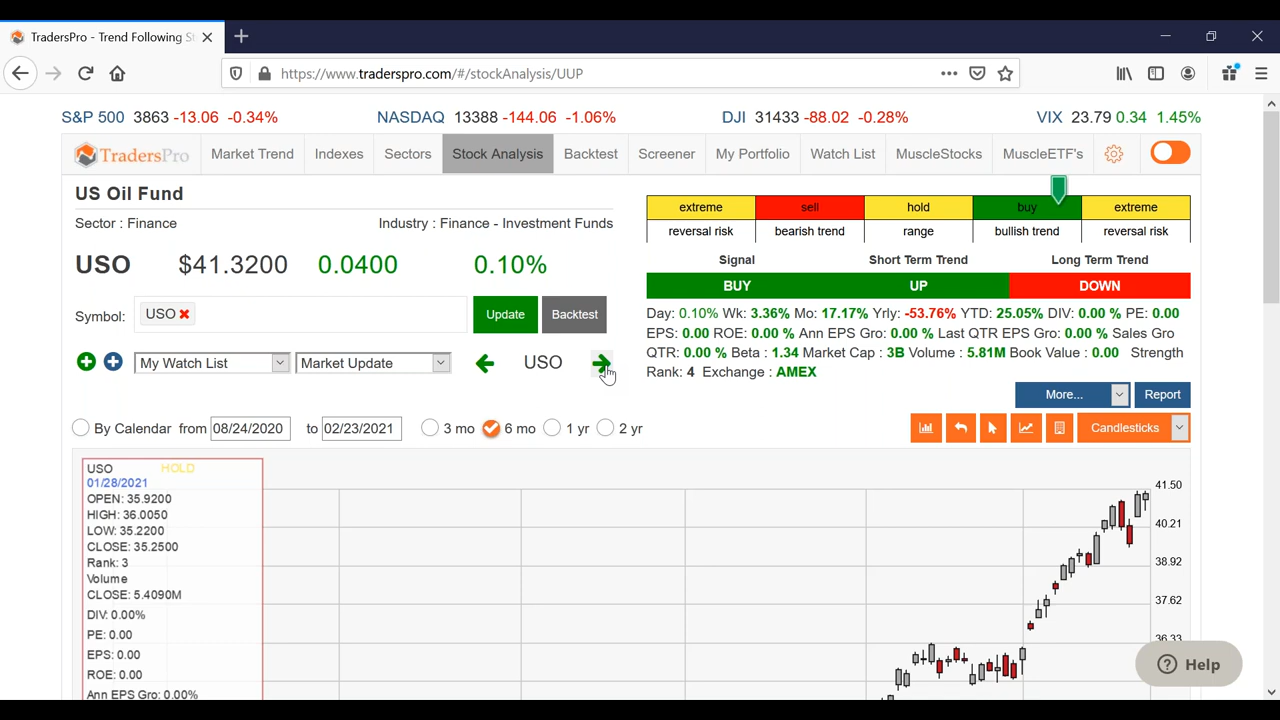 TradersPro - Trend Following St
https://www.traderspro.com/#/stockAnalysis/UUP
S&P 500 3863 -13.06 -0.34% NASDAQ 13388 -144.06 -1.06% DJI 31433 -88.02 -0.28% VIX 23.79 0.34 1.45%
TradersPro Market Trend Indexes Sectors Stock Analysis Backtest Screener My Portfolio Watch List MuscleStocks MuscleETF's
US Oil Fund
Sector : Finance Industry : Finance - Investment Funds
USO $41.3200 0.0400 0.10%
Symbol: USO Update Backtest
My Watch List Market Update USO
extreme sell hold buy extreme
reversal risk bearish trend range bullish trend reversal risk
Signal Short Term Trend Long Term Trend
BUY UP DOWN
Day: 0.10% Wk: 3.36% Mo: 17.17% Yrly: -53.76% YTD: 25.05% DIV: 0.00 % PE: 0.00
EPS: 0.00 ROE: 0.00 % Ann EPS Gro: 0.00 % Last QTR EPS Gro: 0.00 % Sales Gro
QTR: 0.00 % Beta : 1.34 Market Cap : 3B Volume : 5.81M Book Value : 0.00 Strength
Rank: 4 Exchange : AMEX
More... Report
By Calendar from 08/24/2020 to 02/23/2021 3 mo 6 mo 1 yr 2 yr
Candlesticks
USO HOLD
01/28/2021
OPEN: 35.9200
HIGH: 36.0050
LOW: 35.2200
CLOSE: 35.2500
Rank: 3
Volume
CLOSE: 5.4090M
DIV: 0.00%
PE: 0.00
EPS: 0.00
ROE: 0.00
Ann EPS Gro: 0.00%
41.50
40.21
38.92
37.62
36.33
Help